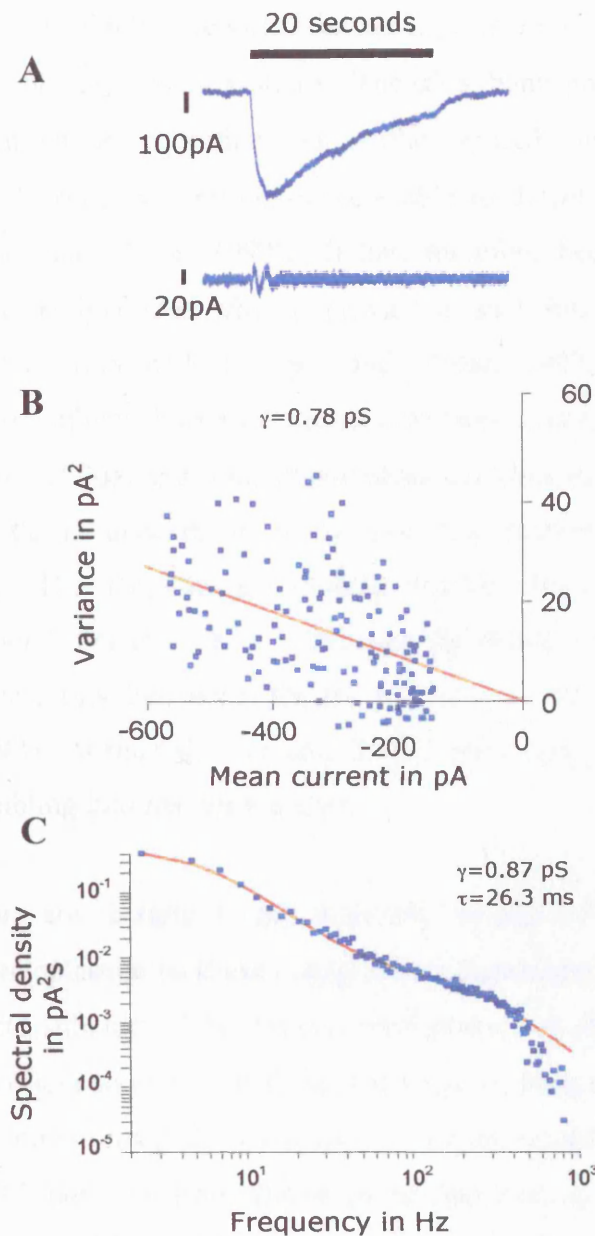 20 seconds
A
100pA
20pA
B
γ=0.78 pS
60
40
20
0
Variance in pA²
−600 −400 −200 0
Mean current in pA
C
γ=0.87 pS
τ=26.3 ms
10⁻¹
10⁻²
10⁻³
10⁻⁴
10⁻⁵
Spectral density
in pA²s
10¹ 10² 10³
Frequency in Hz